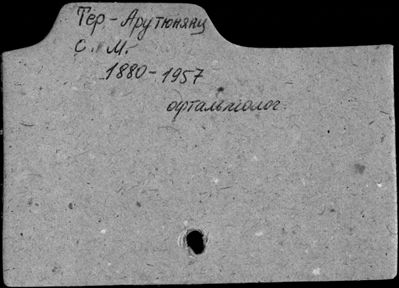 Тер-Арутюнянц
С. М.
1880-1957
офтальмолог.